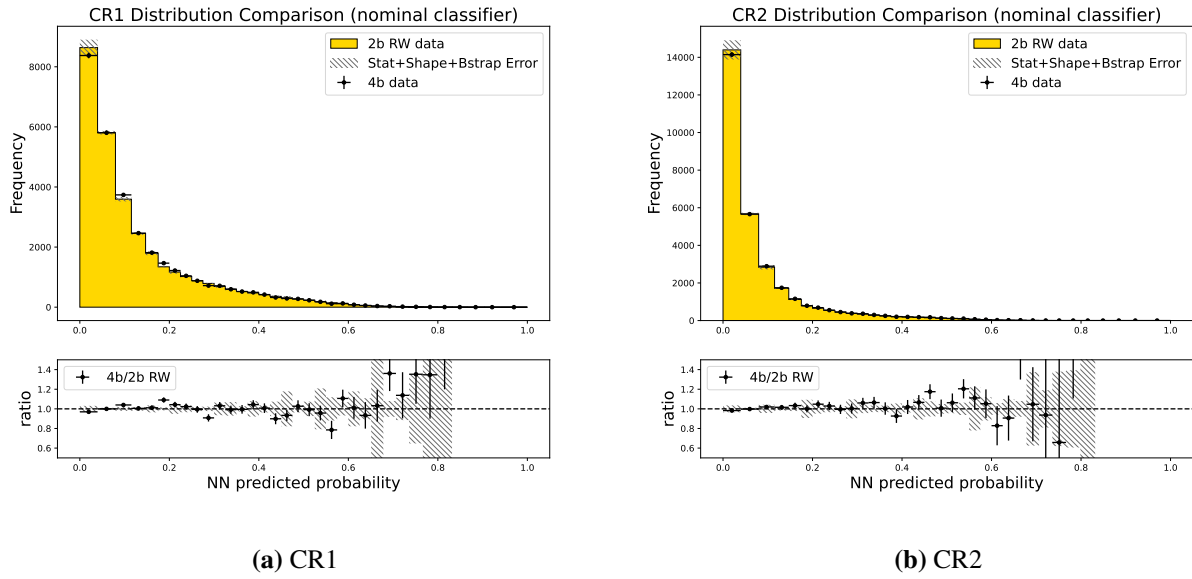 CR1 Distribution Comparison (nominal classifier)
Frequency
8000
6000
4000
2000
0
2b RW data
Stat+Shape+Bstrap Error
4b data
0.0 0.2 0.4 0.6 0.8 1.0
ratio
1.4
1.2
1.0
0.8
0.6
4b/2b RW
0.0 0.2 0.4 0.6 0.8 1.0
NN predicted probability
(a) CR1
CR2 Distribution Comparison (nominal classifier)
Frequency
14000
12000
10000
8000
6000
4000
2000
0
2b RW data
Stat+Shape+Bstrap Error
4b data
0.0 0.2 0.4 0.6 0.8 1.0
ratio
1.4
1.2
1.0
0.8
0.6
4b/2b RW
0.0 0.2 0.4 0.6 0.8 1.0
NN predicted probability
(b) CR2